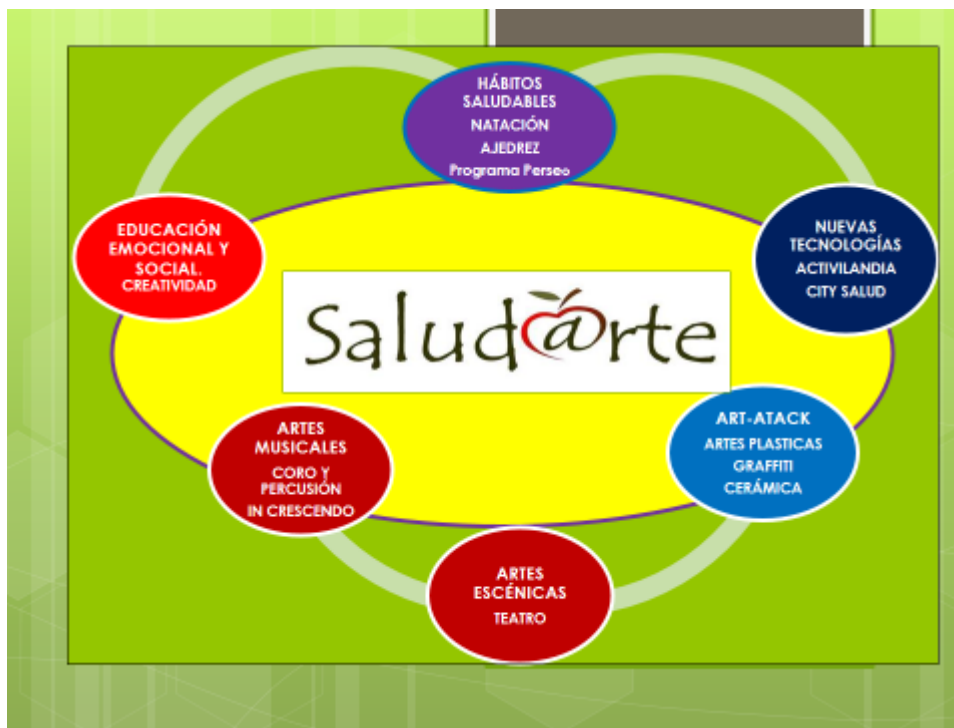 HÁBITOS
SALUDABLES
NATACIÓN
AJEDREZ
Programa Perseo
EDUCACIÓN
EMOCIONAL Y
SOCIAL.
CREATIVIDAD
NUEVAS
TECNOLOGÍAS
ACTIVILANDIA
CITY SALUD
Salud@rte
ARTES
MUSICALES
CORO Y
PERCUSIÓN
IN CRESCENDO
ART-ATACK
ARTES PLASTICAS
GRAFFITI
CERÁMICA
ARTES
ESCÉNICAS
TEATRO